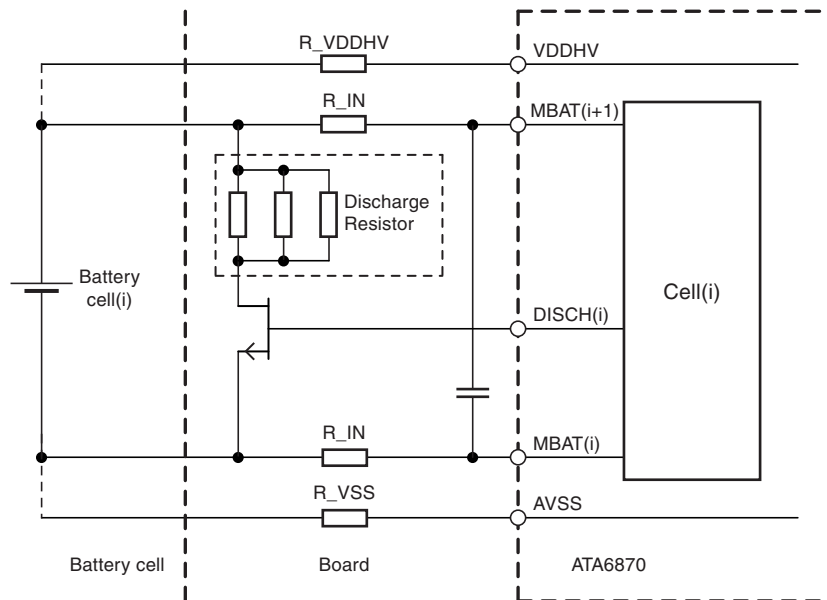 R_VDDHV
VDDHV
R_IN
MBAT(i+1)
Discharge
Resistor
Battery
cell(i)
Cell(i)
DISCH(i)
R_IN
MBAT(i)
R_VSS
AVSS
Battery cell
Board
ATA6870